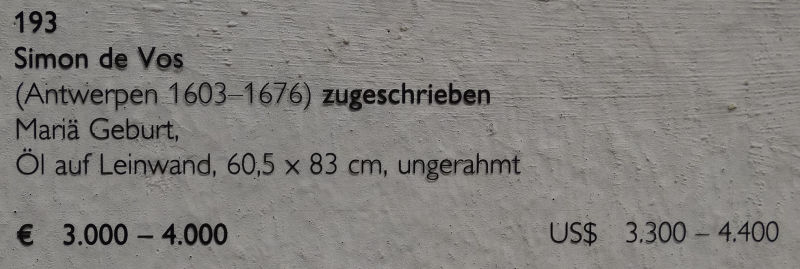 193
Simon de Vos
(Antwerpen 1603–1676) zugeschrieben
Mariä Geburt,
Öl auf Leinwand, 60,5 x 83 cm, ungerahmt
€ 3.000 – 4.000 US$ 3.300 – 4.400